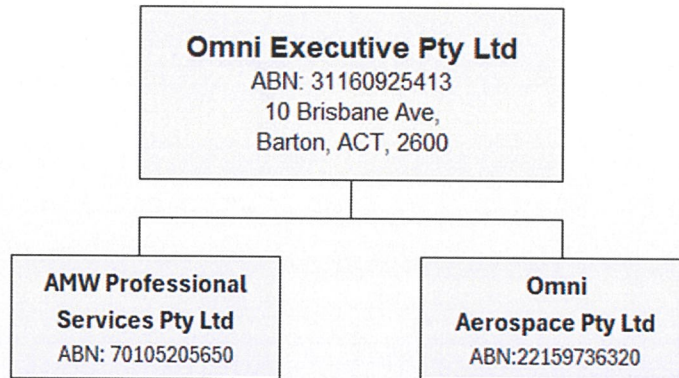 Omni Executive Pty Ltd
ABN: 31160925413
10 Brisbane Ave,
Barton, ACT, 2600
AMW Professional
Services Pty Ltd
ABN: 70105205650
Omni
Aerospace Pty Ltd
ABN:22159736320